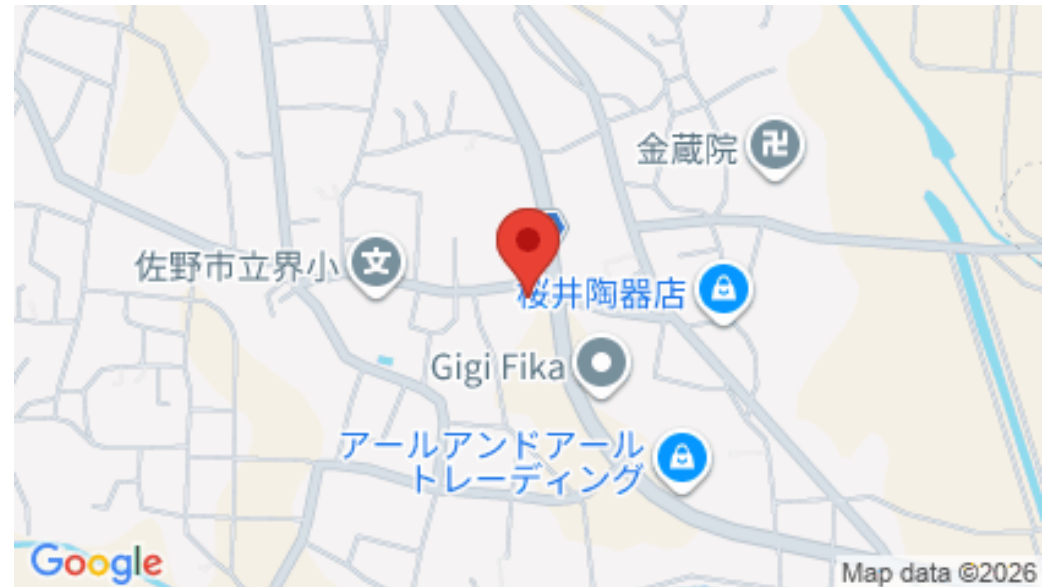 金蔵院
佐野市立界小
桜井陶器店
Gigi Fika
アールアンドアール
トレーディング
Google
Map data ©2026